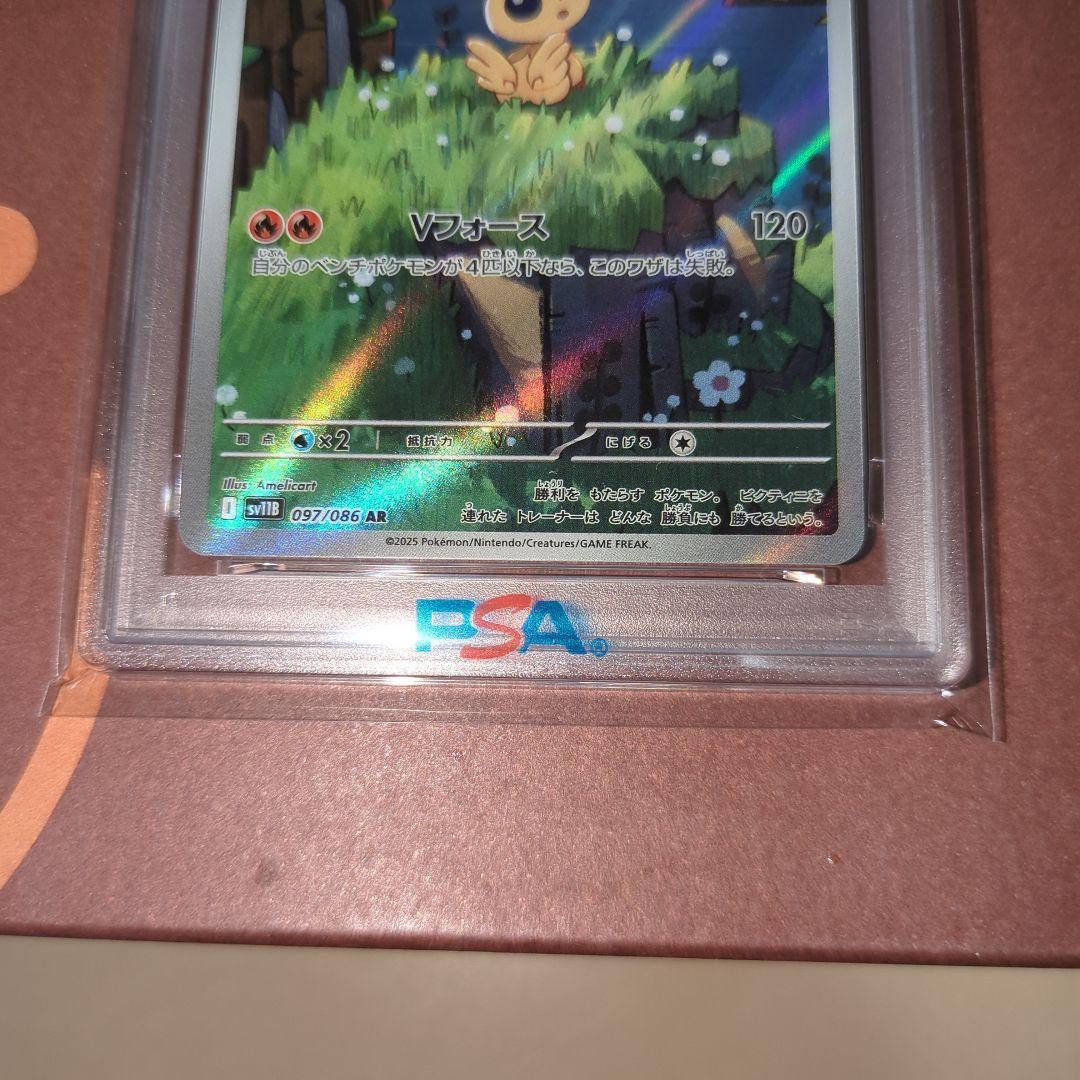 Vフォース 120
自分のベンチポケモンが4匹以下なら、このワザは失敗。
弱点 ×2 抵抗力 にげる
Illus. Amelicart
勝利を もたらす ポケモン。 ビクティニを
連れた トレーナーは どんな 勝負にも 勝てるという。
I sv11B 097/086 AR
©2025 Pokémon/Nintendo/Creatures/GAME FREAK.
PSA®